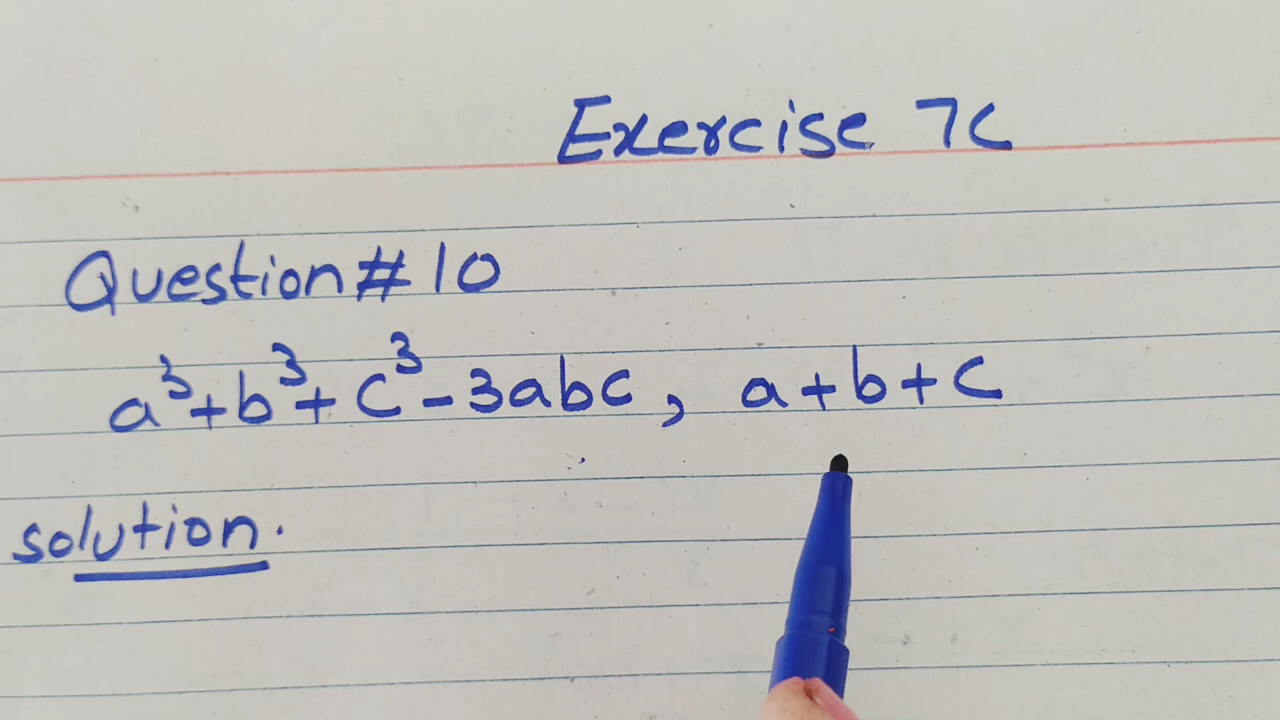 Exercise 7c
Question # 10
a³+b³+c³-3abc, a+b+c
solution.